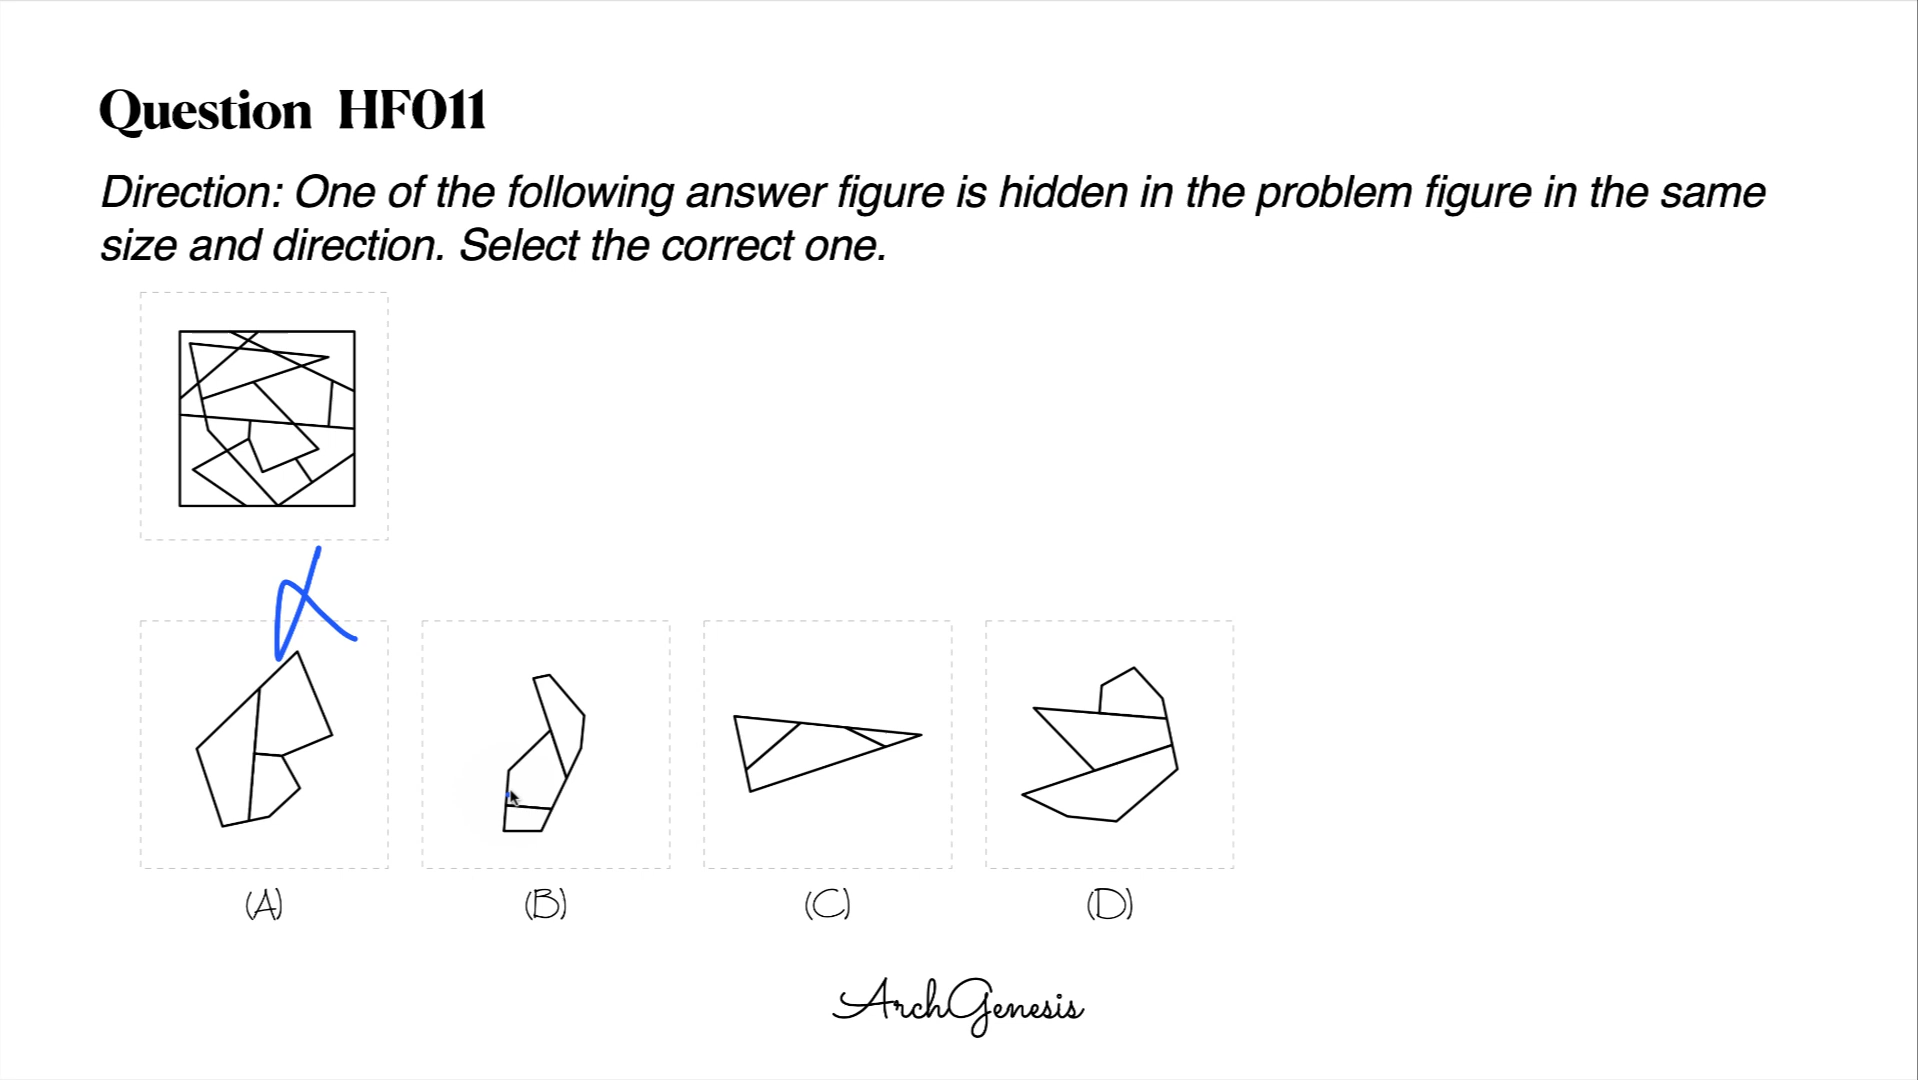 Question HF011
Direction: One of the following answer figure is hidden in the problem figure in the same
size and direction. Select the correct one.
(A) (B) (C) (D)
ArchGenesis